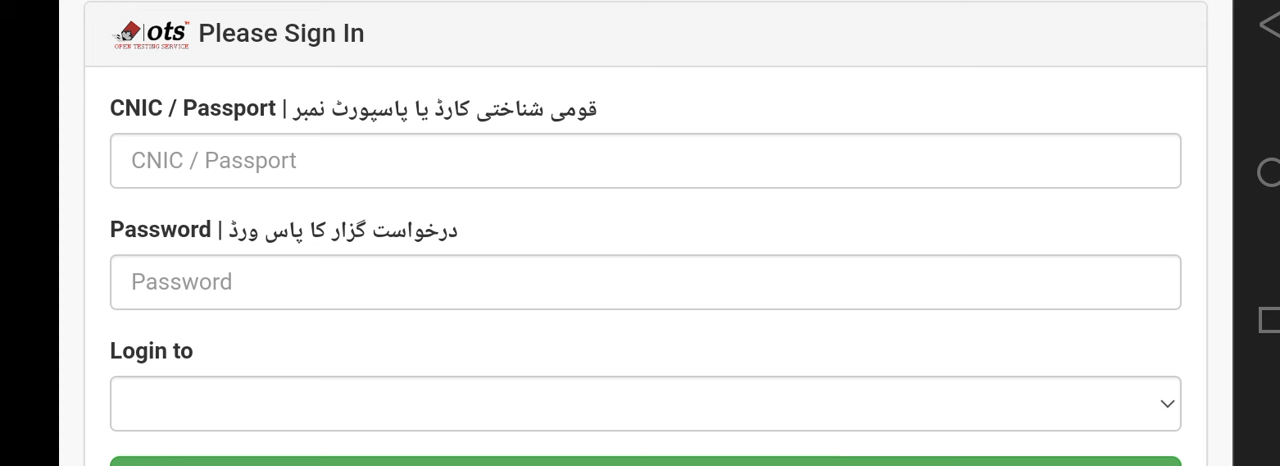 ots™ Please Sign In
OPEN TESTING SERVICE
CNIC / Passport | قومی شناختی کارڈ یا پاسپورٹ نمبر
CNIC / Passport
Password | درخواست گزار کا پاس ورڈ
Password
Login to